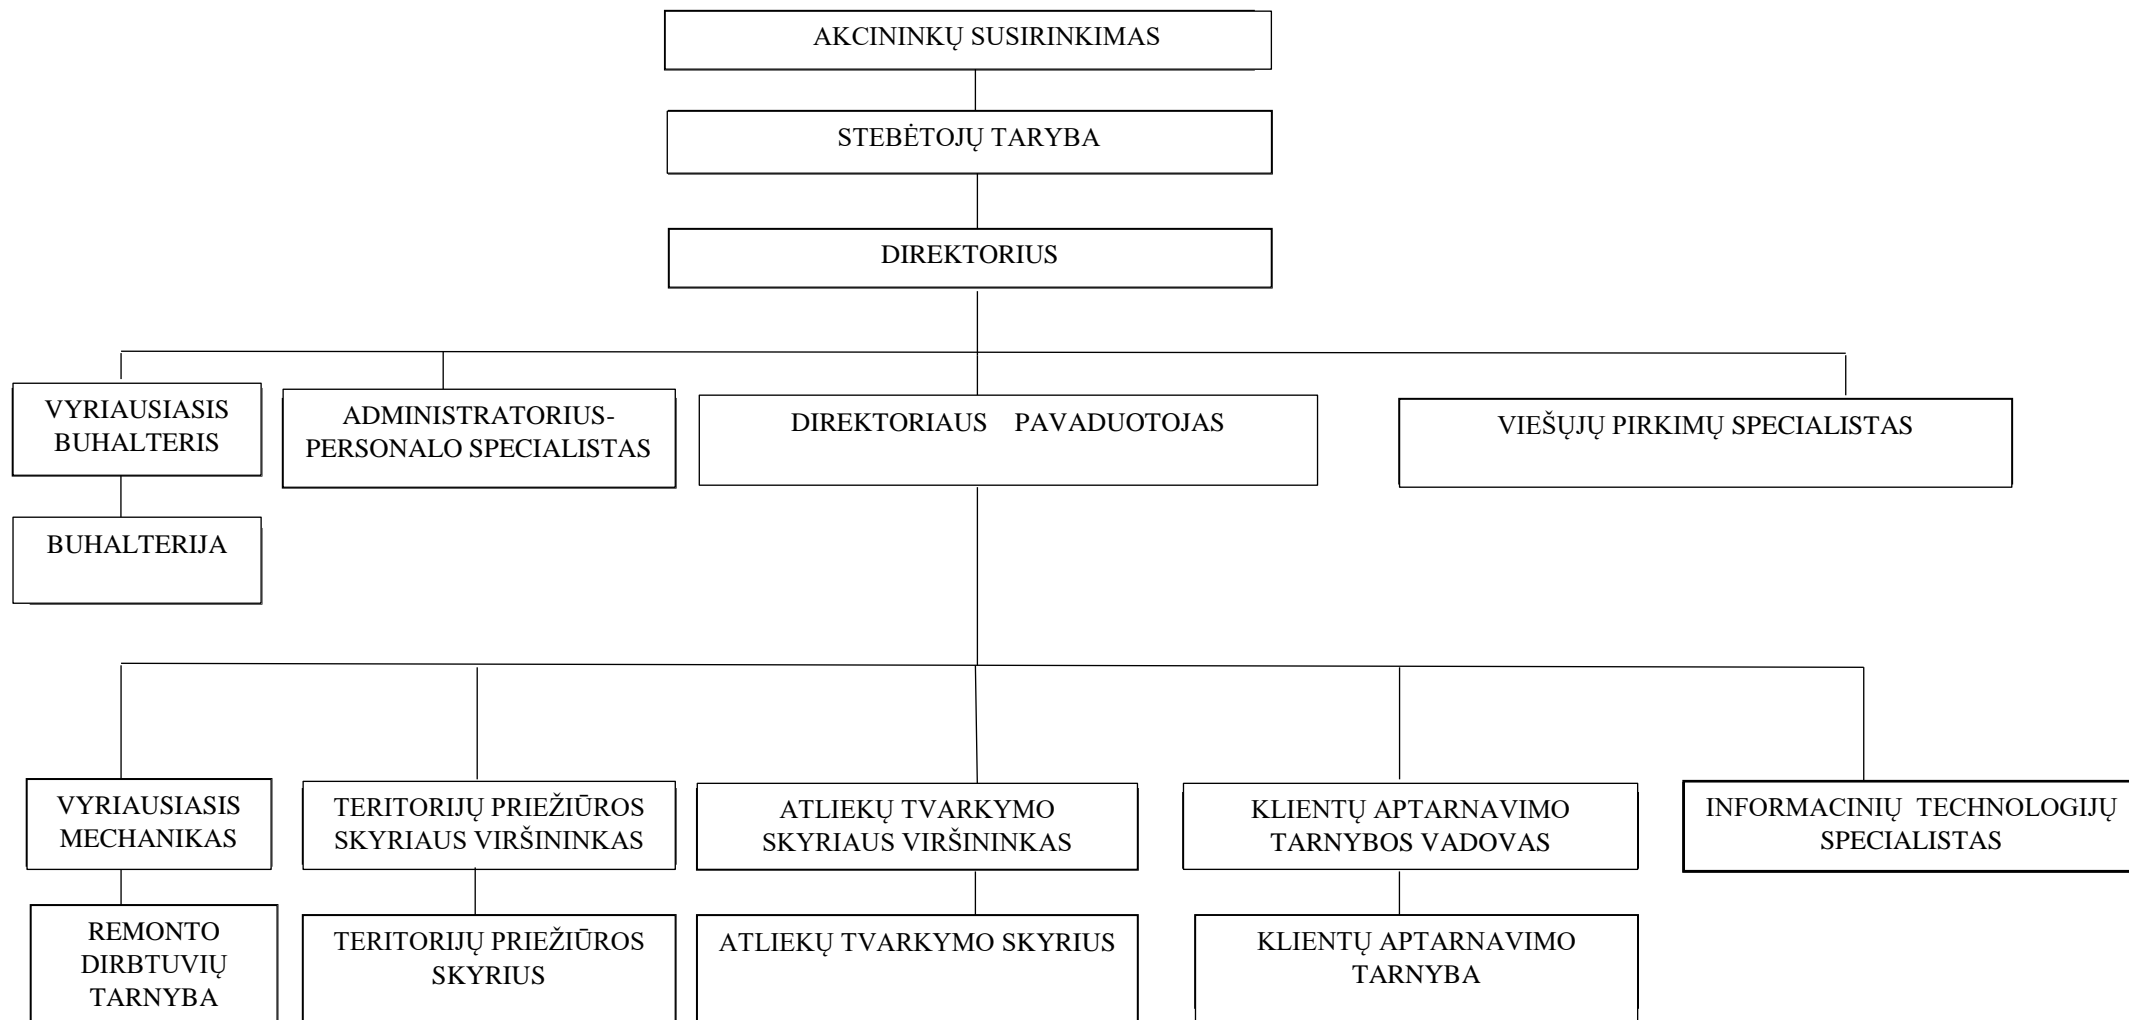 AKCININKŲ SUSIRINKIMAS
STEBĖTOJŲ TARYBA
DIREKTORIUS
VYRIAUSIASIS
BUHALTERIS
ADMINISTRATORIUS-
PERSONALO SPECIALISTAS
DIREKTORIAUS PAVADUOTOJAS
VIEŠŲJŲ PIRKIMŲ SPECIALISTAS
BUHALTERIJA
VYRIAUSIASIS
MECHANIKAS
TERITORIJŲ PRIEŽIŪROS
SKYRIAUS VIRŠININKAS
ATLIEKŲ TVARKYMO
SKYRIAUS VIRŠININKAS
KLIENTŲ APTARNAVIMO
TARNYBOS VADOVAS
INFORMACINIŲ TECHNOLOGIJŲ
SPECIALISTAS
REMONTO
DIRBTUVIŲ
TARNYBA
TERITORIJŲ PRIEŽIŪROS
SKYRIUS
ATLIEKŲ TVARKYMO SKYRIUS
KLIENTŲ APTARNAVIMO
TARNYBA